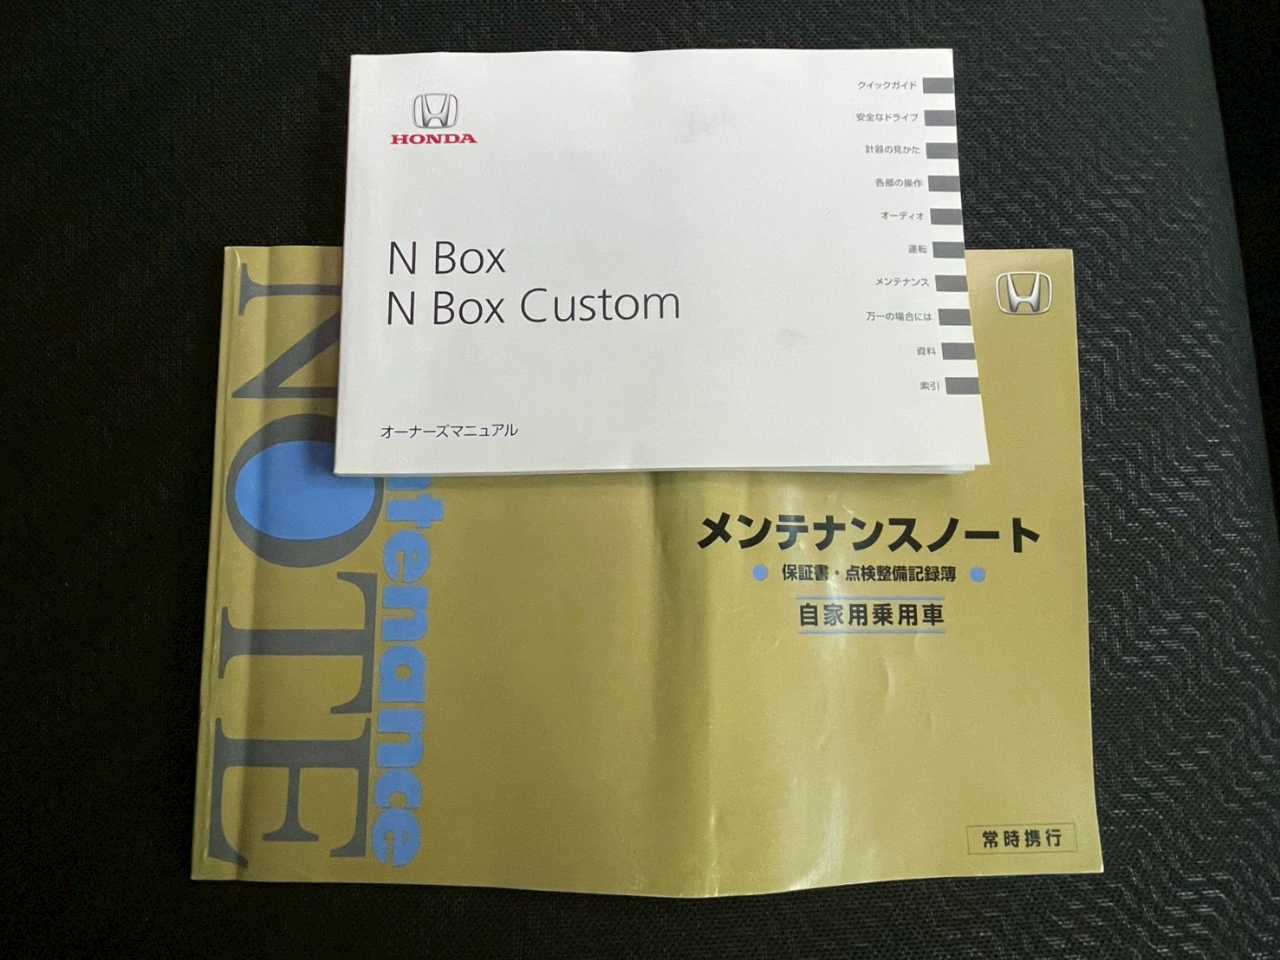 HONDA
N Box
N Box Custom
オーナーズマニュアル
クイックガイド
安全なドライブ
計器の見かた
各部の操作
オーディオ
運転
メンテナンス
万一の場合には
資料
索引
NOTE
ntenance
メンテナンスノート
保証書・点検整備記録簿
自家用乗用車
常時携行